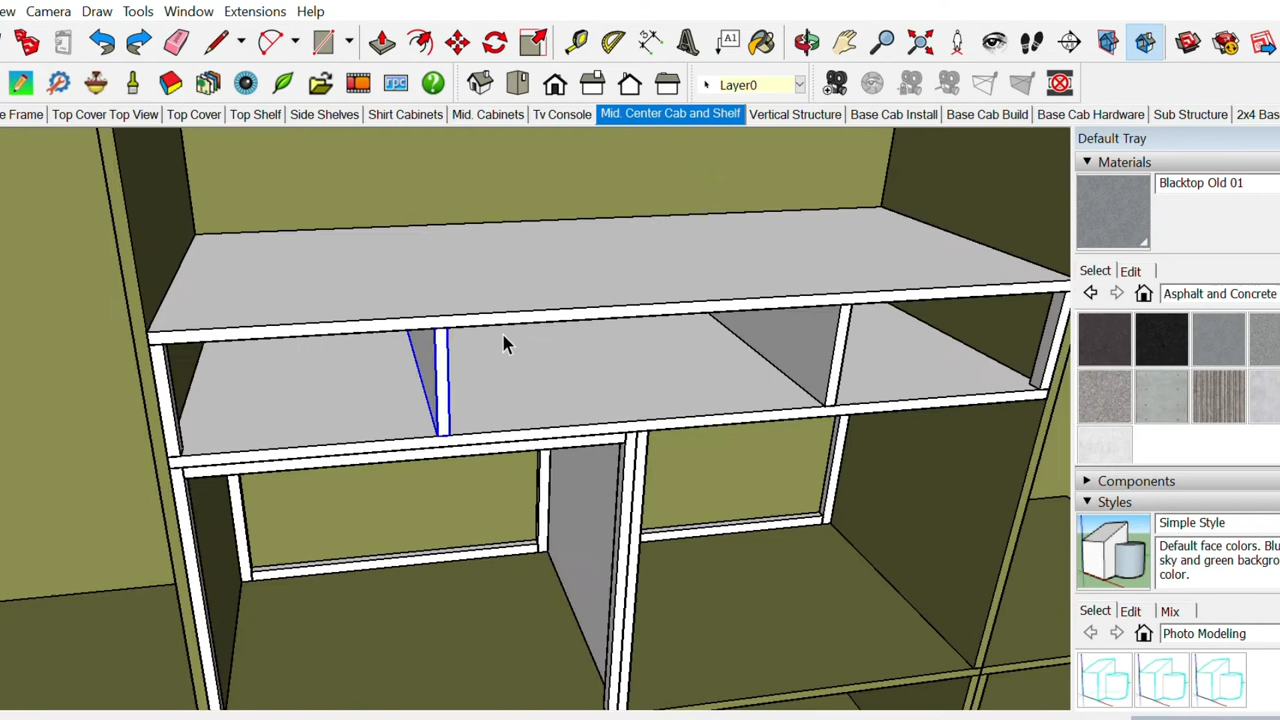 ew Camera Draw Tools Window Extensions Help
A1
rpc
Layer0
e Frame Top Cover Top View Top Cover Top Shelf Side Shelves Shirt Cabinets Mid. Cabinets Tv Console Mid. Center Cab and Shelf Vertical Structure Base Cab Install Base Cab Build Base Cab Hardware Sub Structure 2x4 Bas
Default Tray
Materials
Blacktop Old 01
Select Edit
Asphalt and Concrete
Components
Styles
Simple Style
Default face colors. Blu
sky and green backgro
color.
Select Edit Mix
Photo Modeling